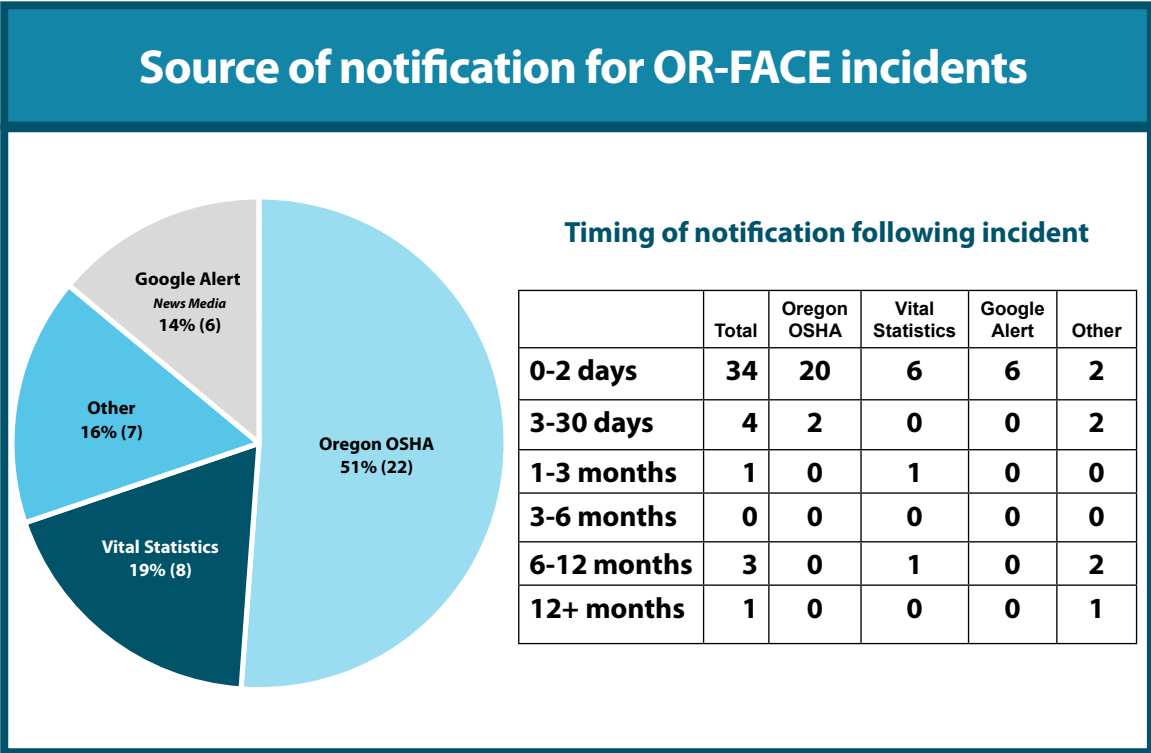 Source of notification for OR-FACE incidents
Google Alert
News Media
14% (6)
Other
16% (7)
Oregon OSHA
51% (22)
Vital Statistics
19% (8)
Timing of notification following incident
Total Oregon OSHA Vital Statistics Google Alert Other
0-2 days 34 20 6 6 2
3-30 days 4 2 0 0 2
1-3 months 1 0 1 0 0
3-6 months 0 0 0 0 0
6-12 months 3 0 1 0 2
12+ months 1 0 0 0 1